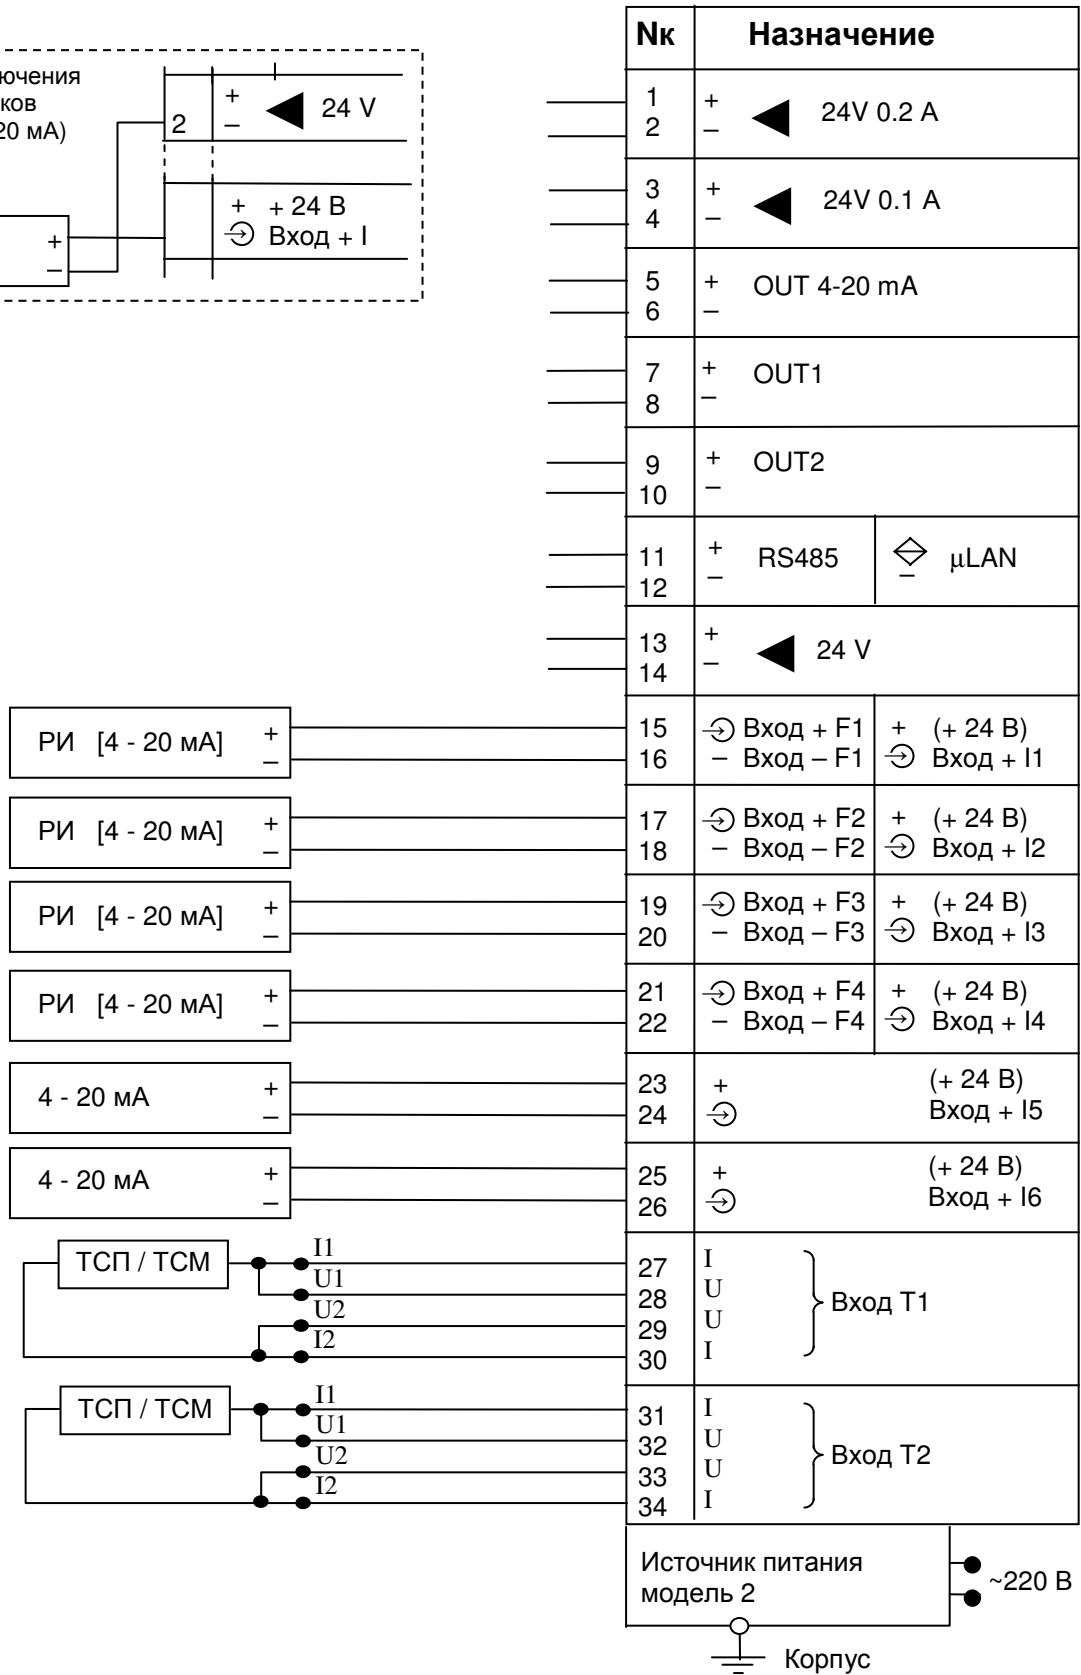 Nк Назначение
ючения
ков
20 мА)
2 + – 24 V
+ + 24 В
Вход + I
+
–
1 + 24V 0.2 A
2 –
3 + 24V 0.1 A
4 –
5 + OUT 4-20 mA
6 –
7 + OUT1
8 –
9 + OUT2
10 –
11 + RS485 µLAN
12 – –
13 + 24 V
14 –
РИ [4 - 20 мА] + 15 Вход + F1 + (+ 24 В)
– 16 – Вход – F1 Вход + I1
РИ [4 - 20 мА] + 17 Вход + F2 + (+ 24 В)
– 18 – Вход – F2 Вход + I2
РИ [4 - 20 мА] + 19 Вход + F3 + (+ 24 В)
– 20 – Вход – F3 Вход + I3
РИ [4 - 20 мА] + 21 Вход + F4 + (+ 24 В)
– 22 – Вход – F4 Вход + I4
4 - 20 мА + 23 + (+ 24 В)
– 24 Вход + I5
4 - 20 мА + 25 + (+ 24 В)
– 26 Вход + I6
ТСП / ТСМ I1 27 I
U1 28 U Вход T1
U2 29 U
I2 30 I
ТСП / ТСМ I1 31 I
U1 32 U Вход T2
U2 33 U
I2 34 I
Источник питания
модель 2
~220 В
Корпус